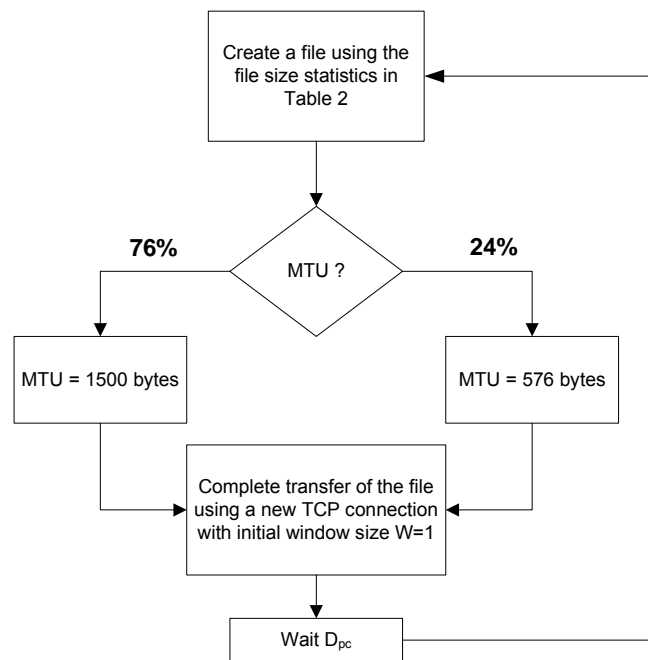 Create a file using the
file size statistics in
Table 2
76%
24%
MTU ?
MTU = 1500 bytes
MTU = 576 bytes
Complete transfer of the file
using a new TCP connection
with initial window size W=1
Wait Dpc